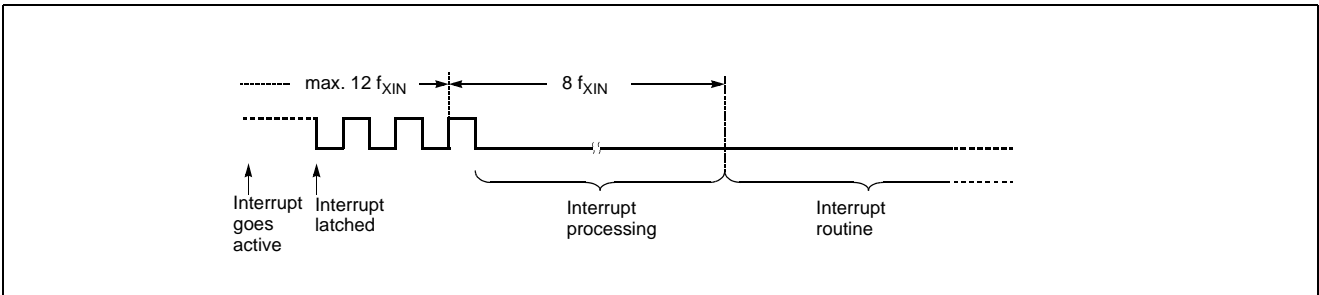 max. 12 fXIN
8 fXIN
Interrupt
goes
active
Interrupt
latched
Interrupt
processing
Interrupt
routine